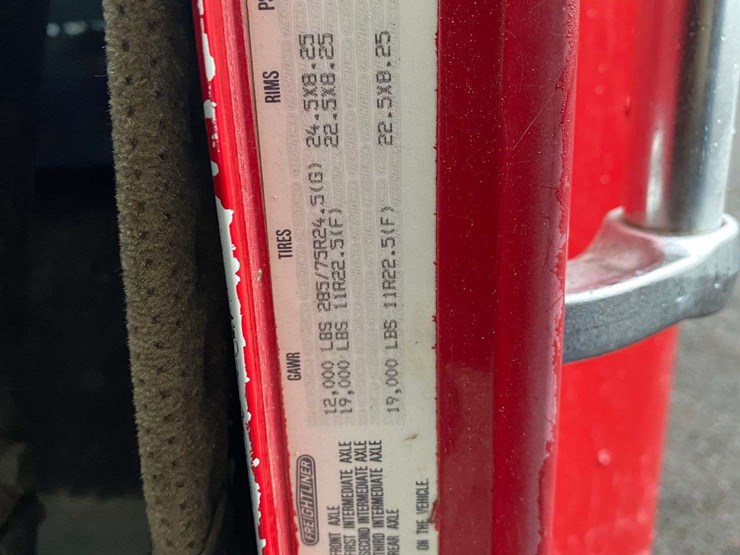 FREIGHTLINER GAWR TIRES RIMS
FRONT AXLE 12,000 LBS 285/75R24.5(G) 24.5X8.25
FIRST INTERMEDIATE AXLE 19,000 LBS 11R22.5(F) 22.5X8.25
SECOND INTERMEDIATE AXLE
THIRD INTERMEDIATE AXLE
REAR AXLE 19,000 LBS 11R22.5(F) 22.5X8.25
ON THE VEHICLE.